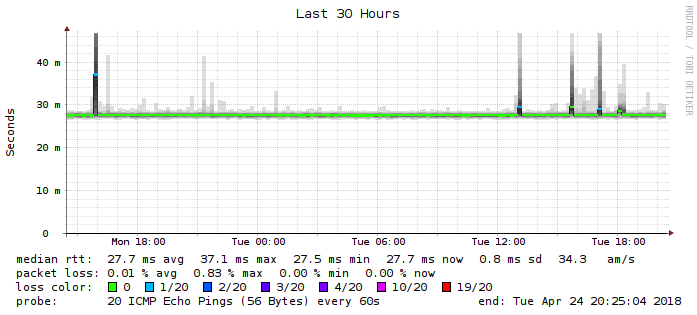 Last 30 Hours
RRDTOOL / TOBI OETIKER
Seconds
40 m
30 m
20 m
10 m
0
Mon 18:00 Tue 00:00 Tue 06:00 Tue 12:00 Tue 18:00
median rtt: 27.7 ms avg 37.1 ms max 27.5 ms min 27.7 ms now 0.8 ms sd 34.3 am/s
packet loss: 0.01 % avg 0.83 % max 0.00 % min 0.00 % now
loss color: 0 1/20 2/20 3/20 4/20 10/20 19/20
probe: 20 ICMP Echo Pings (56 Bytes) every 60s end: Tue Apr 24 20:25:04 2018